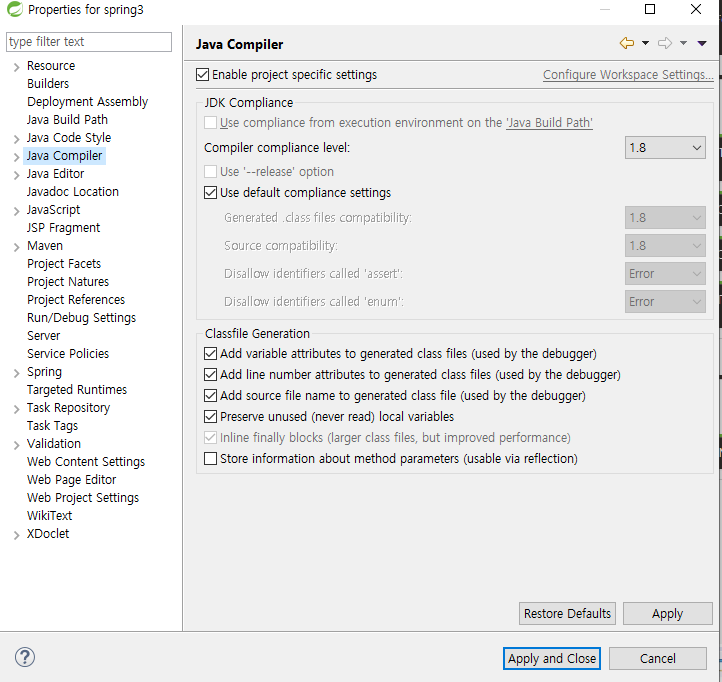 Properties for spring3
type filter text
Resource
Builders
Deployment Assembly
Java Build Path
Java Code Style
Java Compiler
Java Editor
Javadoc Location
JavaScript
JSP Fragment
Maven
Project Facets
Project Natures
Project References
Run/Debug Settings
Server
Service Policies
Spring
Targeted Runtimes
Task Repository
Task Tags
Validation
Web Content Settings
Web Page Editor
Web Project Settings
WikiText
XDoclet
Java Compiler
Enable project specific settings
Configure Workspace Settings...
JDK Compliance
Use compliance from execution environment on the 'Java Build Path'
Compiler compliance level: 1.8
Use '--release' option
Use default compliance settings
Generated .class files compatibility: 1.8
Source compatibility: 1.8
Disallow identifiers called 'assert': Error
Disallow identifiers called 'enum': Error
Classfile Generation
Add variable attributes to generated class files (used by the debugger)
Add line number attributes to generated class files (used by the debugger)
Add source file name to generated class file (used by the debugger)
Preserve unused (never read) local variables
Inline finally blocks (larger class files, but improved performance)
Store information about method parameters (usable via reflection)
Restore Defaults
Apply
Apply and Close
Cancel